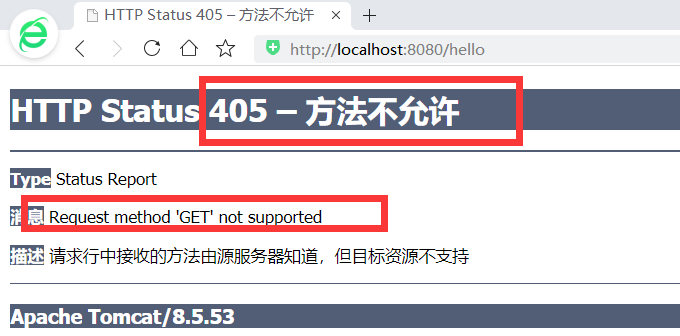 HTTP Status 405 – 方法不允许
http://localhost:8080/hello
HTTP Status 405 – 方法不允许
Type Status Report
消息 Request method 'GET' not supported
描述 请求行中接收的方法由源服务器知道，但目标资源不支持
Apache Tomcat/8.5.53